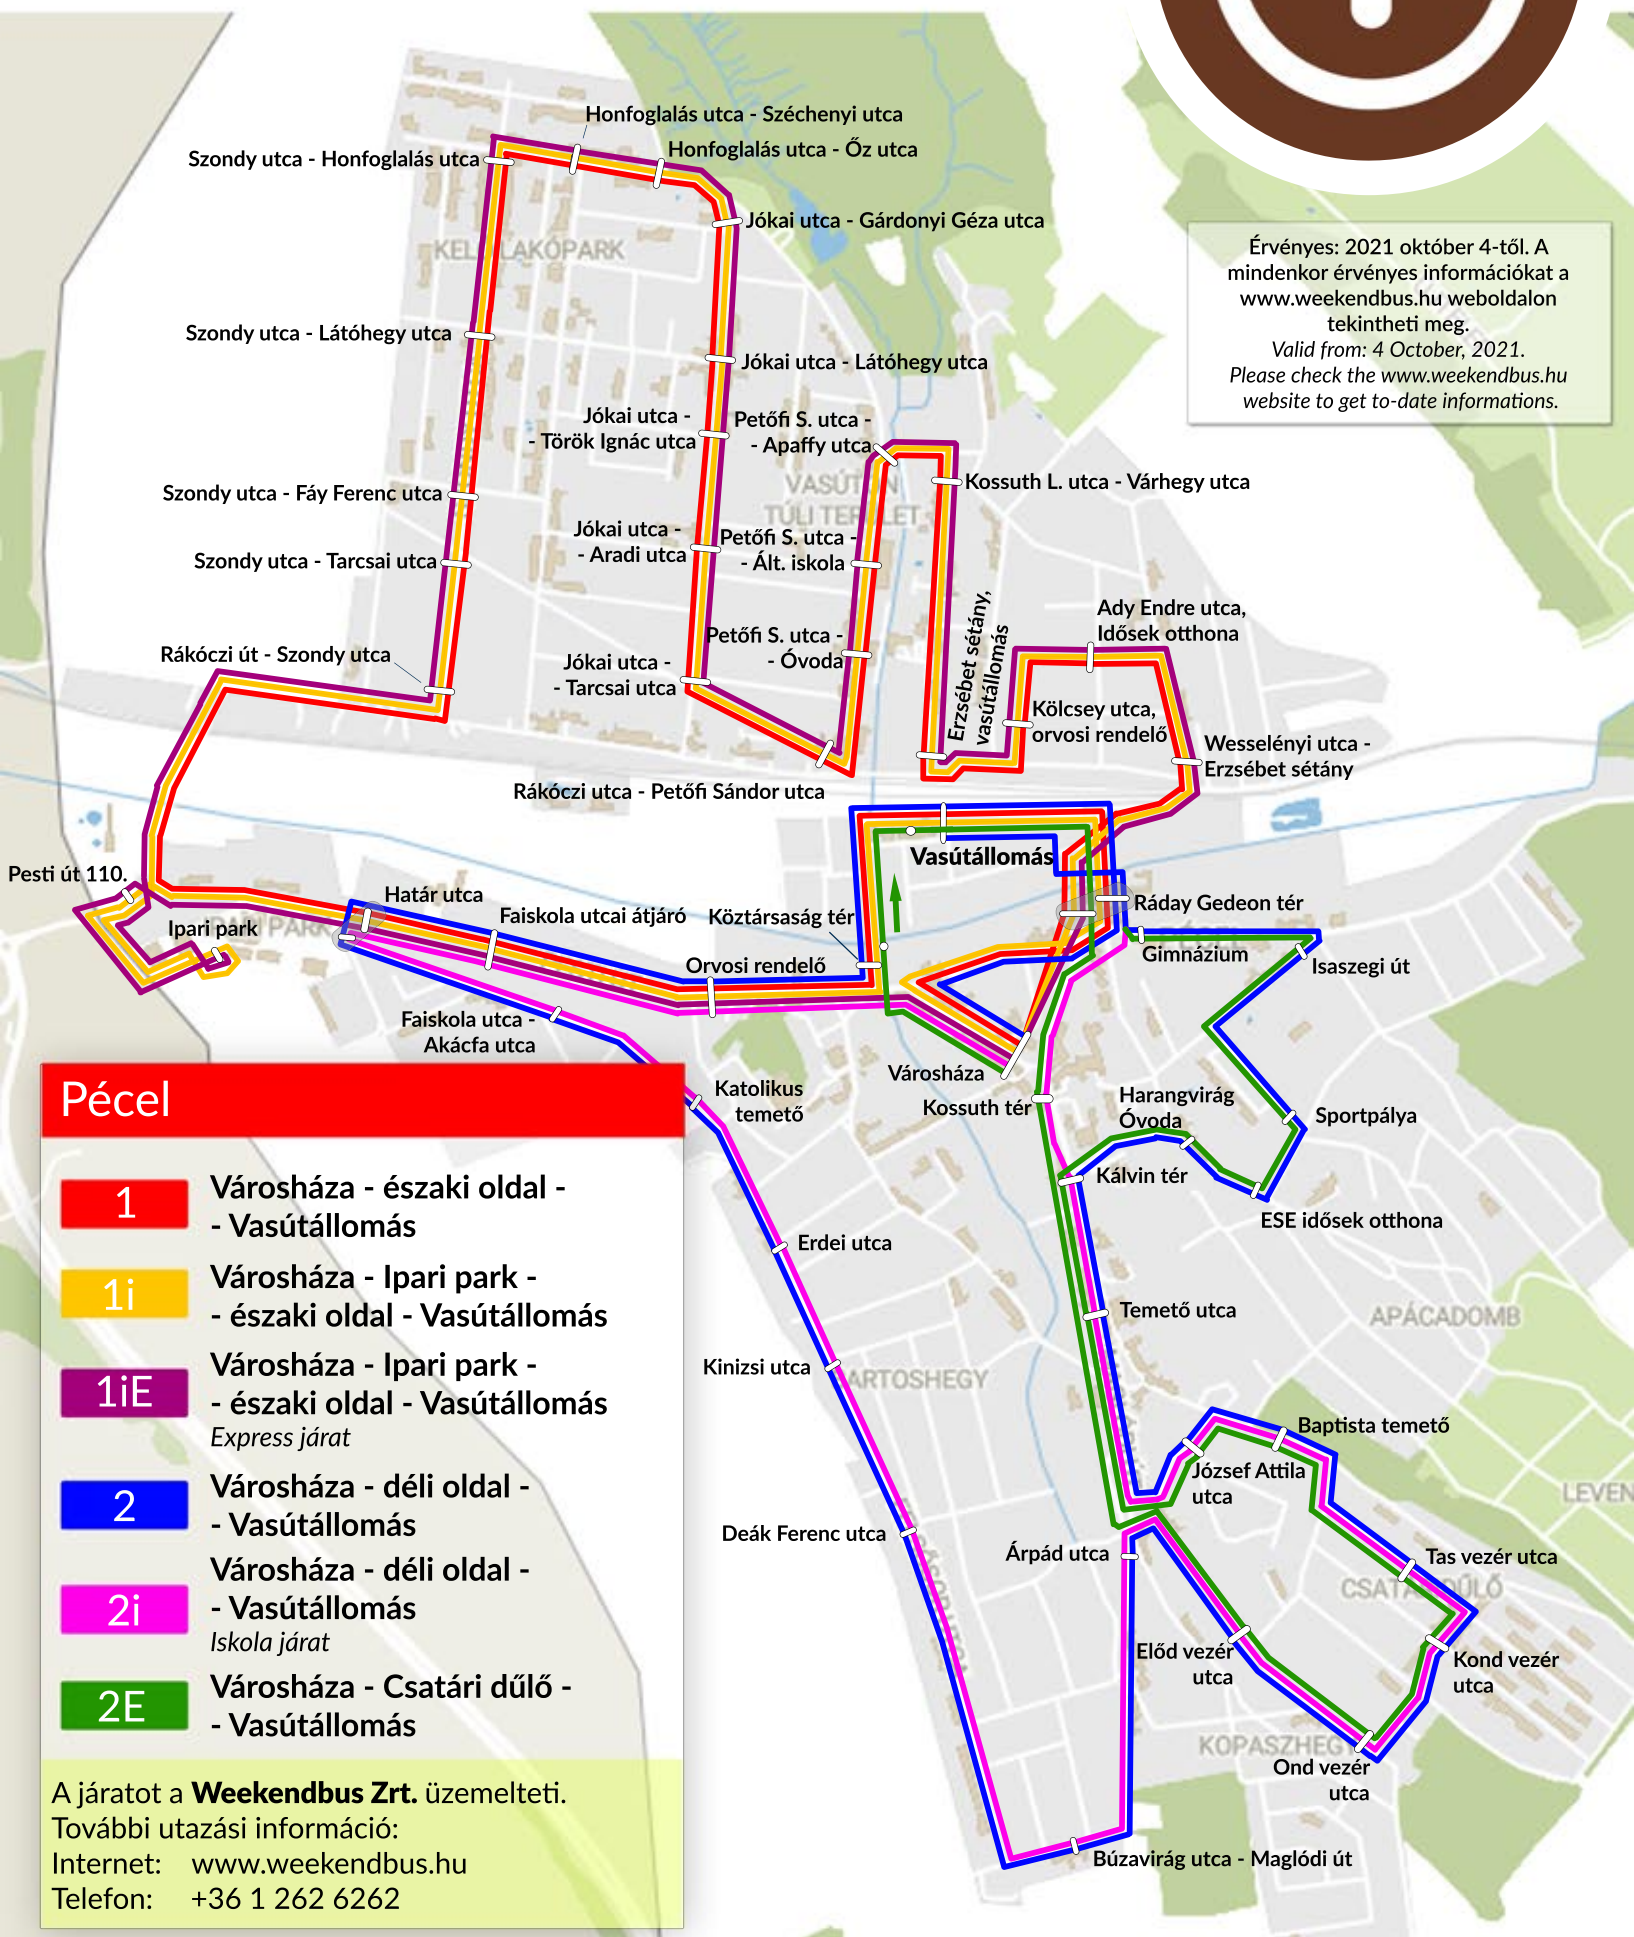 Honfoglalás utca - Széchenyi utca
Honfoglalás utca - Őz utca
Szondy utca - Honfoglalás utca
Jókai utca - Gárdonyi Géza utca
Érvényes: 2021 október 4-től. A
mindenkor érvényes információkat a
www.weekendbus.hu weboldalon
tekintheti meg.
Valid from: 4 October, 2021.
Please check the www.weekendbus.hu
website to get to-date informations.
Szondy utca - Látóhegy utca
Jókai utca - Látóhegy utca
Jókai utca -
- Török Ignác utca
Petőfi S. utca -
- Apaffy utca
Kossuth L. utca - Várhegy utca
TÚLI TERÜLET
Szondy utca - Fáy Ferenc utca
Jókai utca -
- Aradi utca
Petőfi S. utca -
- Ált. iskola
Szondy utca - Tarcsai utca
Erzsébet sétány,
vasútállomás
Ady Endre utca,
Idősek otthona
Petőfi S. utca -
- Óvoda
Rákóczi út - Szondy utca
Jókai utca -
- Tarcsai utca
Kölcsey utca,
orvosi rendelő
Wesselényi utca -
Erzsébet sétány
Rákóczi utca - Petőfi Sándor utca
Vasútállomás
Pesti út 110.
Határ utca
Ipari park
IPARI PARK
Faiskola utcai átjáró
Köztársaság tér
Ráday Gedeon tér
Gimnázium
Isaszegi út
Orvosi rendelő
Faiskola utca -
Akácfa utca
Városháza
Kossuth tér
Katolikus
temető
Harangvirág
Óvoda
Sportpálya
Kálvin tér
ESE idősek otthona
Erdei utca
Temető utca
APÁCADOMB
Kinizsi utca
ARTOSHEGY
Baptista temető
József Attila
utca
LEVEN
Deák Ferenc utca
Árpád utca
Tas vezér utca
Előd vezér
utca
Kond vezér
utca
KOPASZHEGY
Ond vezér
utca
Búzavirág utca - Maglódi út
Pécel
1
Városháza - északi oldal -
- Vasútállomás
1i
Városháza - Ipari park -
- északi oldal - Vasútállomás
1iE
Városháza - Ipari park -
- északi oldal - Vasútállomás
Express járat
2
Városháza - déli oldal -
- Vasútállomás
2i
Városháza - déli oldal -
- Vasútállomás
Iskola járat
2E
Városháza - Csatári dűlő -
- Vasútállomás
A járatot a Weekendbus Zrt. üzemelteti.
További utazási információ:
Internet: www.weekendbus.hu
Telefon: +36 1 262 6262